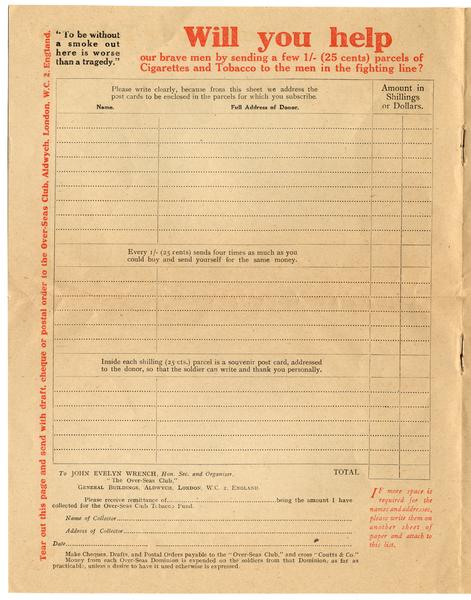 "To be without
a smoke out
here is worse
than a tragedy."
Will you help
our brave men by sending a few 1/- (25 cents) parcels of
Cigarettes and Tobacco to the men in the fighting line?
Tear out this page and send with draft, cheque or postal order to the Over-Seas Club, Aldwych, London, W.C. 2, England.
Please write clearly, because from this sheet we address the
post cards to be enclosed in the parcels for which you subscribe.
Name. Full Address of Donor.
Amount in
Shillings
or Dollars.
Every 1/- (25 cents) sends four times as much as you
could buy and send yourself for the same money.
Inside each shilling (25 cts.) parcel is a souvenir post card, addressed
to the donor, so that the soldier can write and thank you personally.
To JOHN EVELYN WRENCH, Hon. Sec. and Organiser, TOTAL
"The Over-Seas Club,"
General Buildings, Aldwych, London, W.C. 2, England.
Please receive remittance of..............................being the amount I have
collected for the Over-Seas Club Tobacco Fund.
Name of Collector
Address of Collector
Date
Make Cheques, Drafts, and Postal Orders payable to the "Over-Seas Club," and cross "Coutts & Co."
Money from each Oversea Dominion is expended on the soldiers from that Dominion, as far as
practicable, unless a desire to have it used otherwise is expressed.
IF more space is
required for the
names and addresses,
please write them on
another sheet of
paper and attach to
this list.